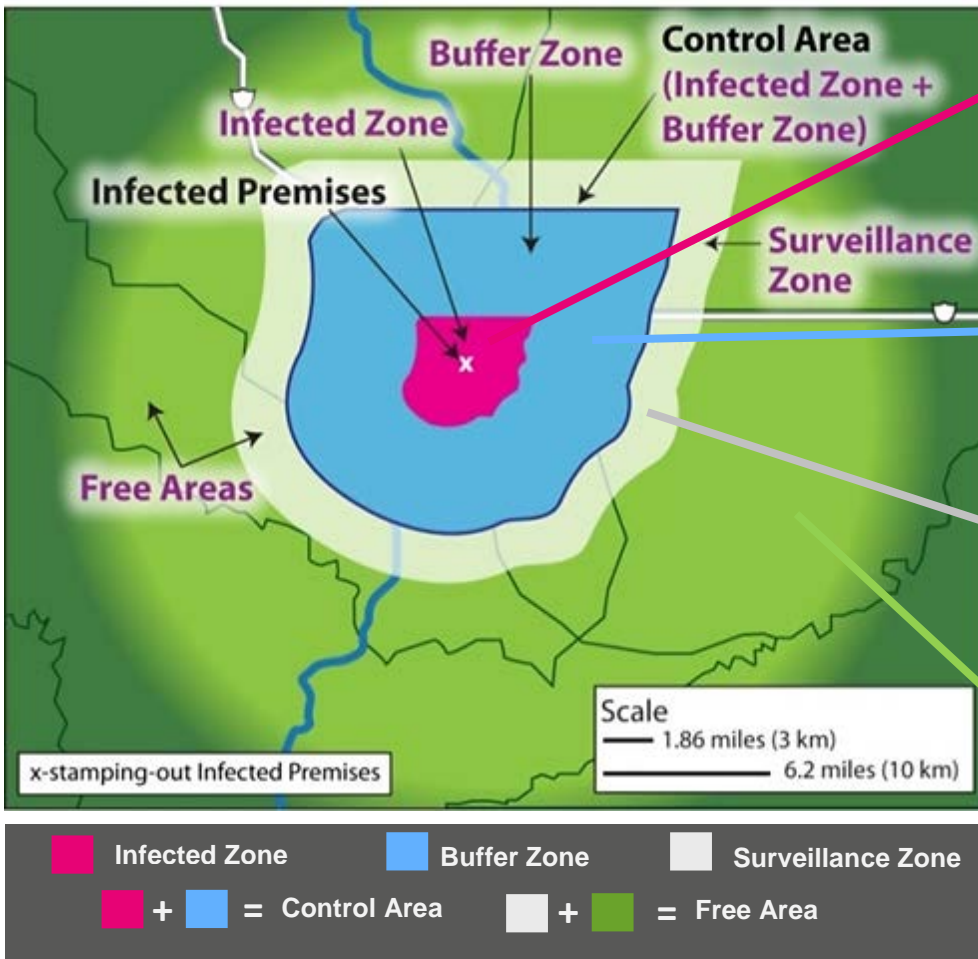 Buffer Zone
Control Area
(Infected Zone +
Buffer Zone)
Infected Zone
Infected Premises
Surveillance
Zone
x
Free Areas
Scale
1.86 miles (3 km)
6.2 miles (10 km)
x-stamping-out Infected Premises
Infected Zone
Buffer Zone
Surveillance Zone
+ = Control Area
+ = Free Area